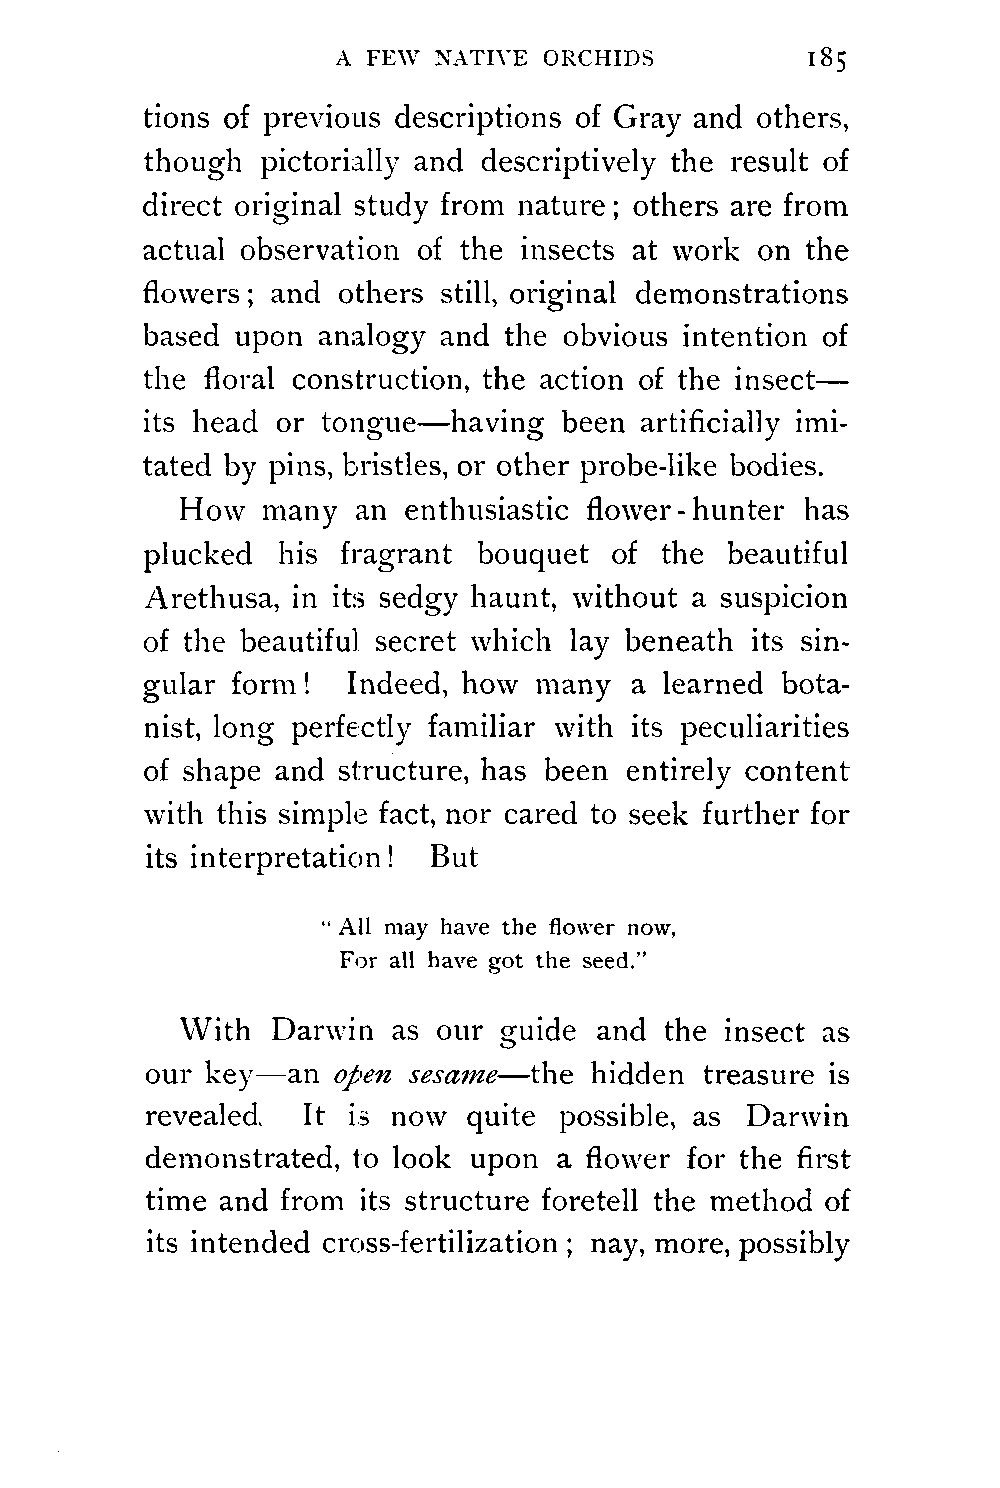 A FEW NATIVE ORCHIDS 185
tions of previous descriptions of Gray and others,
though pictorially and descriptively the result of
direct original study from nature; others are from
actual observation of the insects at work on the
flowers; and others still, original demonstrations
based upon analogy and the obvious intention of
the floral construction, the action of the insect—
its head or tongue—having been artificially imi-
tated by pins, bristles, or other probe-like bodies.
How many an enthusiastic flower-hunter has
plucked his fragrant bouquet of the beautiful
Arethusa, in its sedgy haunt, without a suspicion
of the beautiful secret which lay beneath its sin-
gular form! Indeed, how many a learned bota-
nist, long perfectly familiar with its peculiarities
of shape and structure, has been entirely content
with this simple fact, nor cared to seek further for
its interpretation! But
"All may have the flower now,
For all have got the seed."
With Darwin as our guide and the insect as
our key—an open sesame—the hidden treasure is
revealed. It is now quite possible, as Darwin
demonstrated, to look upon a flower for the first
time and from its structure foretell the method of
its intended cross-fertilization; nay, more, possibly